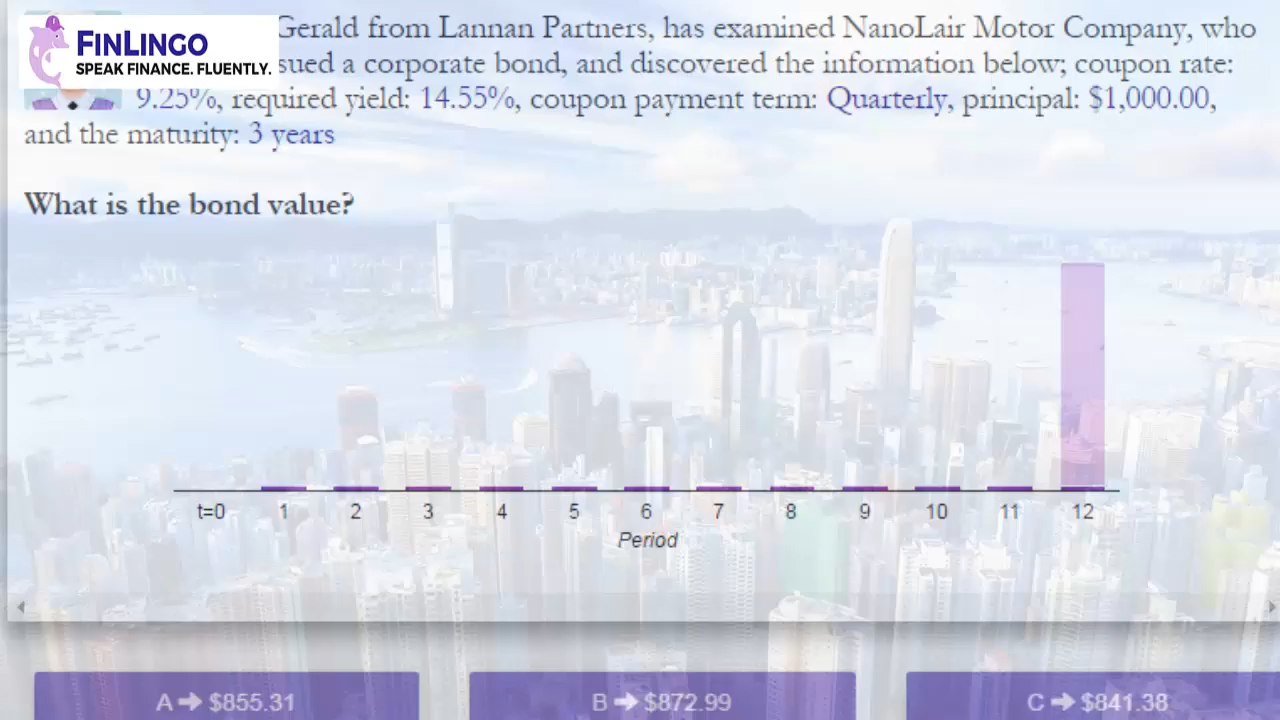 FINLINGO
SPEAK FINANCE. FLUENTLY.
Gerald from Lannan Partners, has examined NanoLair Motor Company, who
sued a corporate bond, and discovered the information below; coupon rate:
9.25%, required yield: 14.55%, coupon payment term: Quarterly, principal: $1,000.00,
and the maturity: 3 years
What is the bond value?
t=0 1 2 3 4 5 6 7 8 9 10 11 12
Period
A➔$855.31 B➔$872.99 C➔$841.38